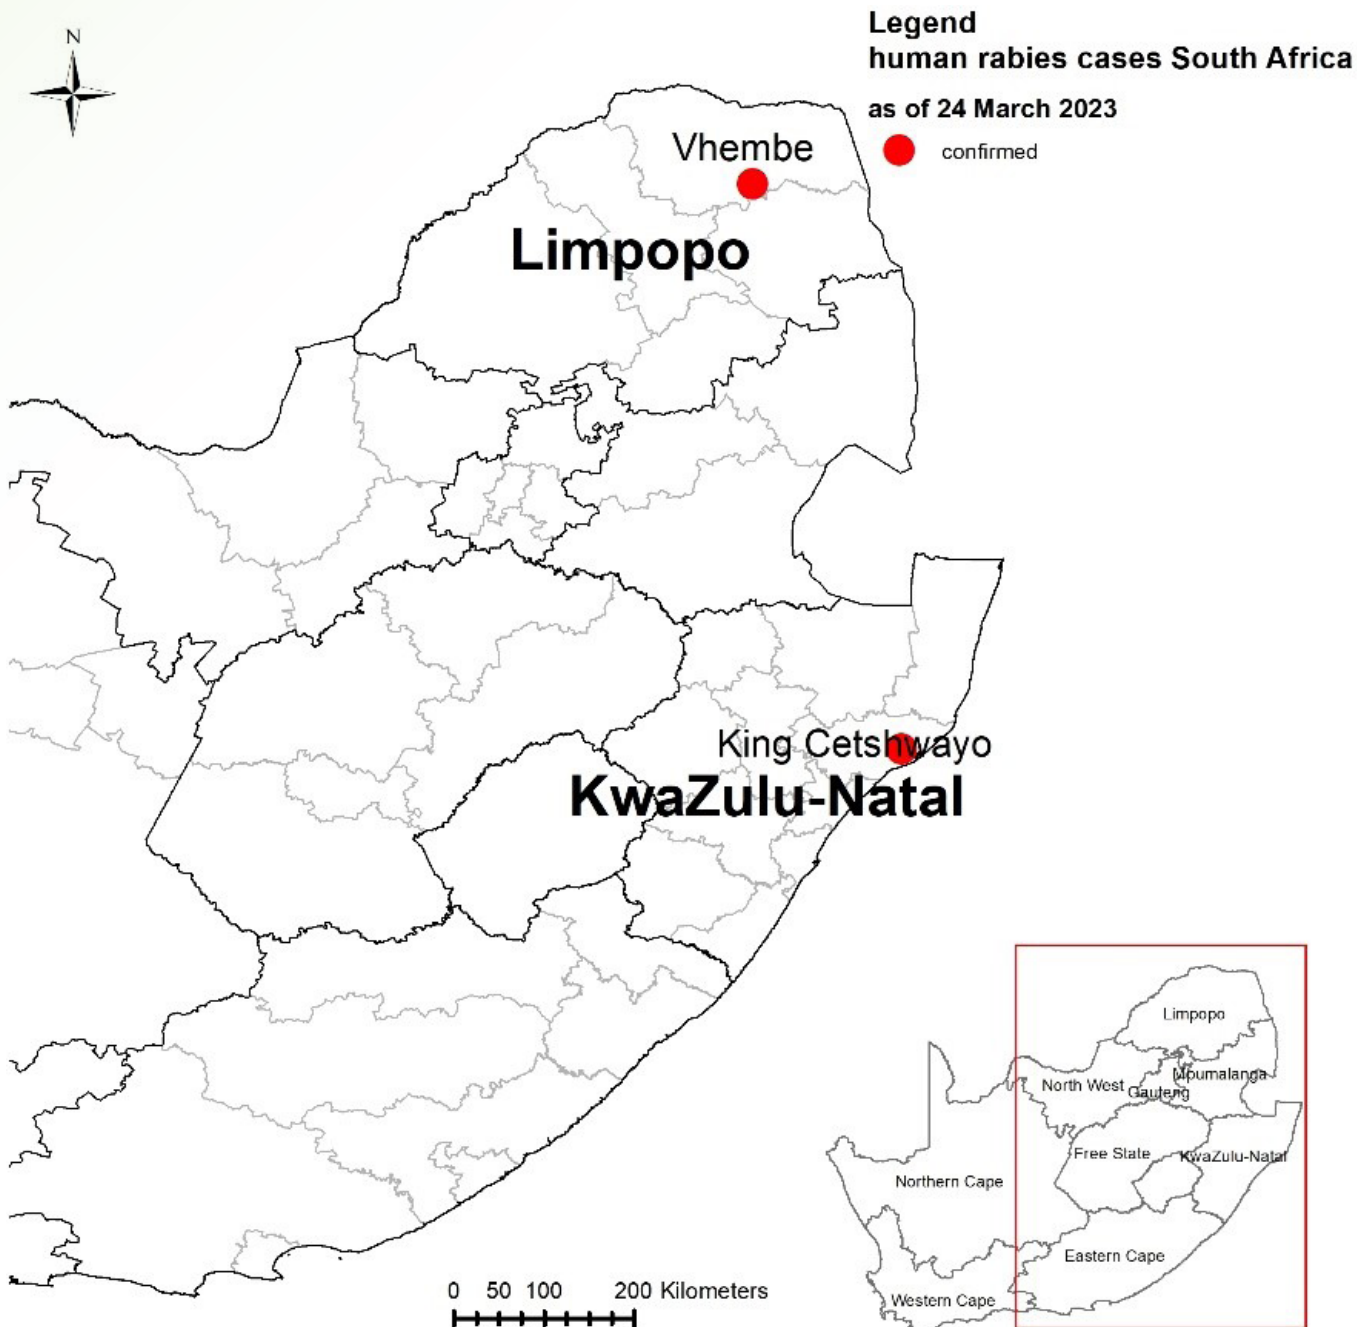 N
Legend
human rabies cases South Africa
as of 24 March 2023
confirmed
Vhembe
Limpopo
King Cetshwayo
KwaZulu-Natal
Limpopo
North West
Mpumalanga
Gauteng
Free State
KwaZulu-Natal
Northern Cape
Eastern Cape
Western Cape
0 50 100 200 Kilometers